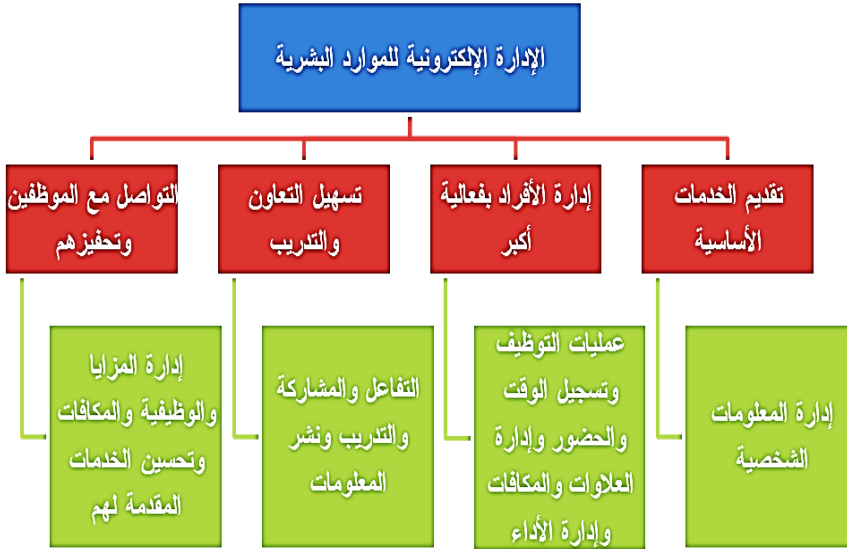 الإدارة الإلكترونية للموارد البشرية
تقديم الخدمات
الأساسية
إدارة الأفراد بفعالية
أكبر
تسهيل التعاون
والتدريب
التواصل مع الموظفين
وتحفيزهم
إدارة المعلومات
الشخصية
عمليات التوظيف
وتسجيل الوقت
والحضور وإدارة
العلاوات والمكافات
وإدارة الأداء
التفاعل والمشاركة
والتدريب ونشر
المعلومات
إدارة المزايا
والوظيفية والمكافات
وتحسين الخدمات
المقدمة لهم